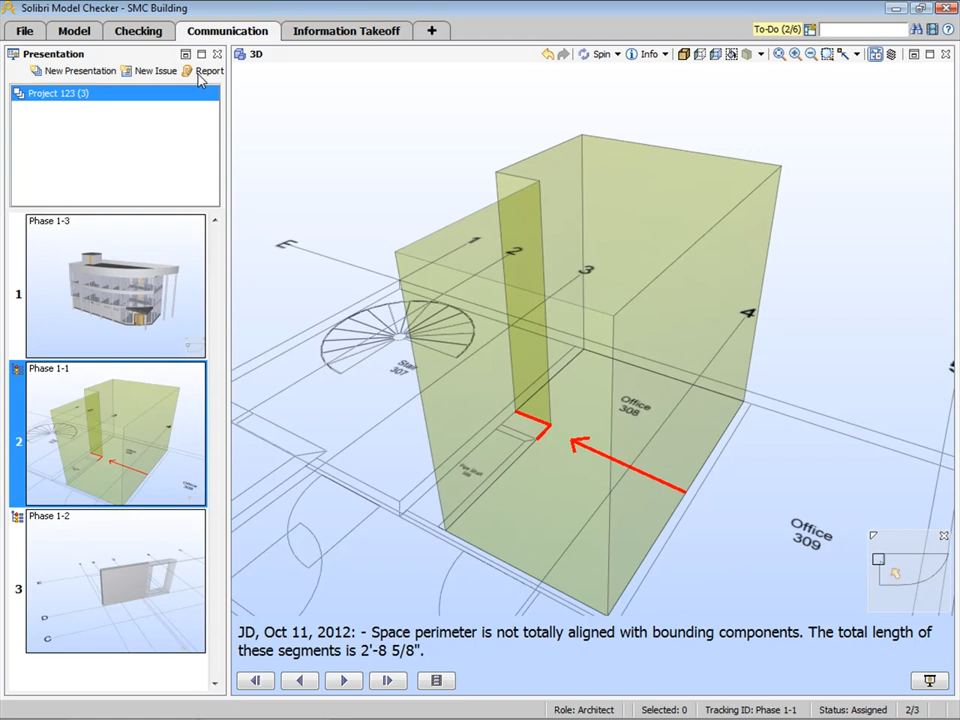 Solibri Model Checker - SMC Building
File
Model
Checking
Communication
Information Takeoff
+
To-Do (2/6)
Presentation
New Presentation
New Issue
Report
Project 123 (3)
Phase 1-3
1
Phase 1-1
2
Phase 1-2
D
C
3
3D
Spin
Info
E
1
2
3
4
Stair
307
Office
308
Office
309
JD, Oct 11, 2012: - Space perimeter is not totally aligned with bounding components. The total length of
these segments is 2'-8 5/8".
Role: Architect
Selected: 0
Tracking ID: Phase 1-1
Status: Assigned
2/3